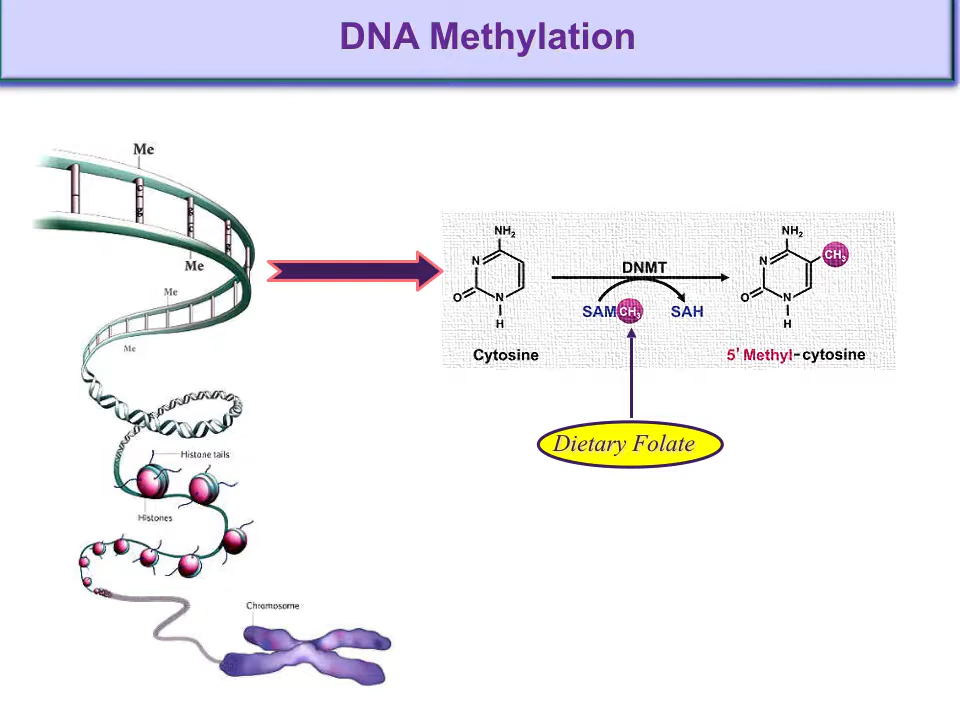 DNA Methylation
Me
Me
Me
Me
Histone tails
Histones
Chromosome
NH2
N
O
N
H
Cytosine
DNMT
SAM CH3 SAH
NH2
CH3
N
O
N
H
5' Methyl-cytosine
Dietary Folate